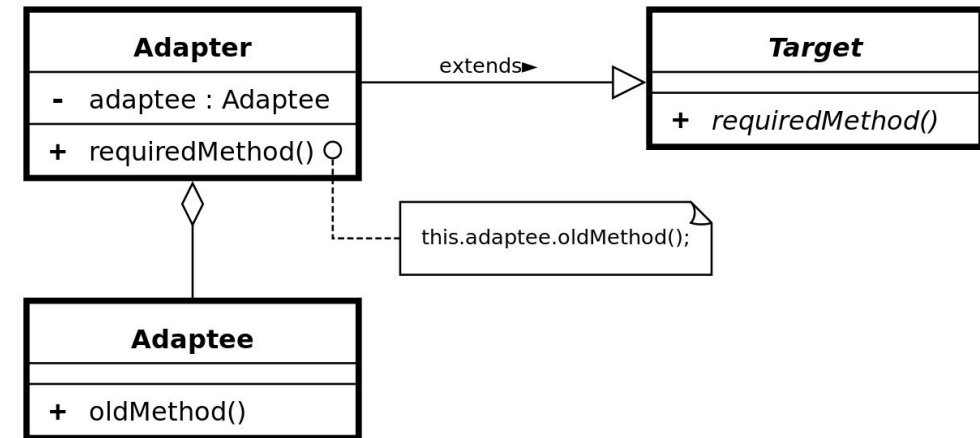 Adapter
- adaptee : Adaptee
+ requiredMethod()
extends►
Target
+ requiredMethod()
this.adaptee.oldMethod();
Adaptee
+ oldMethod()